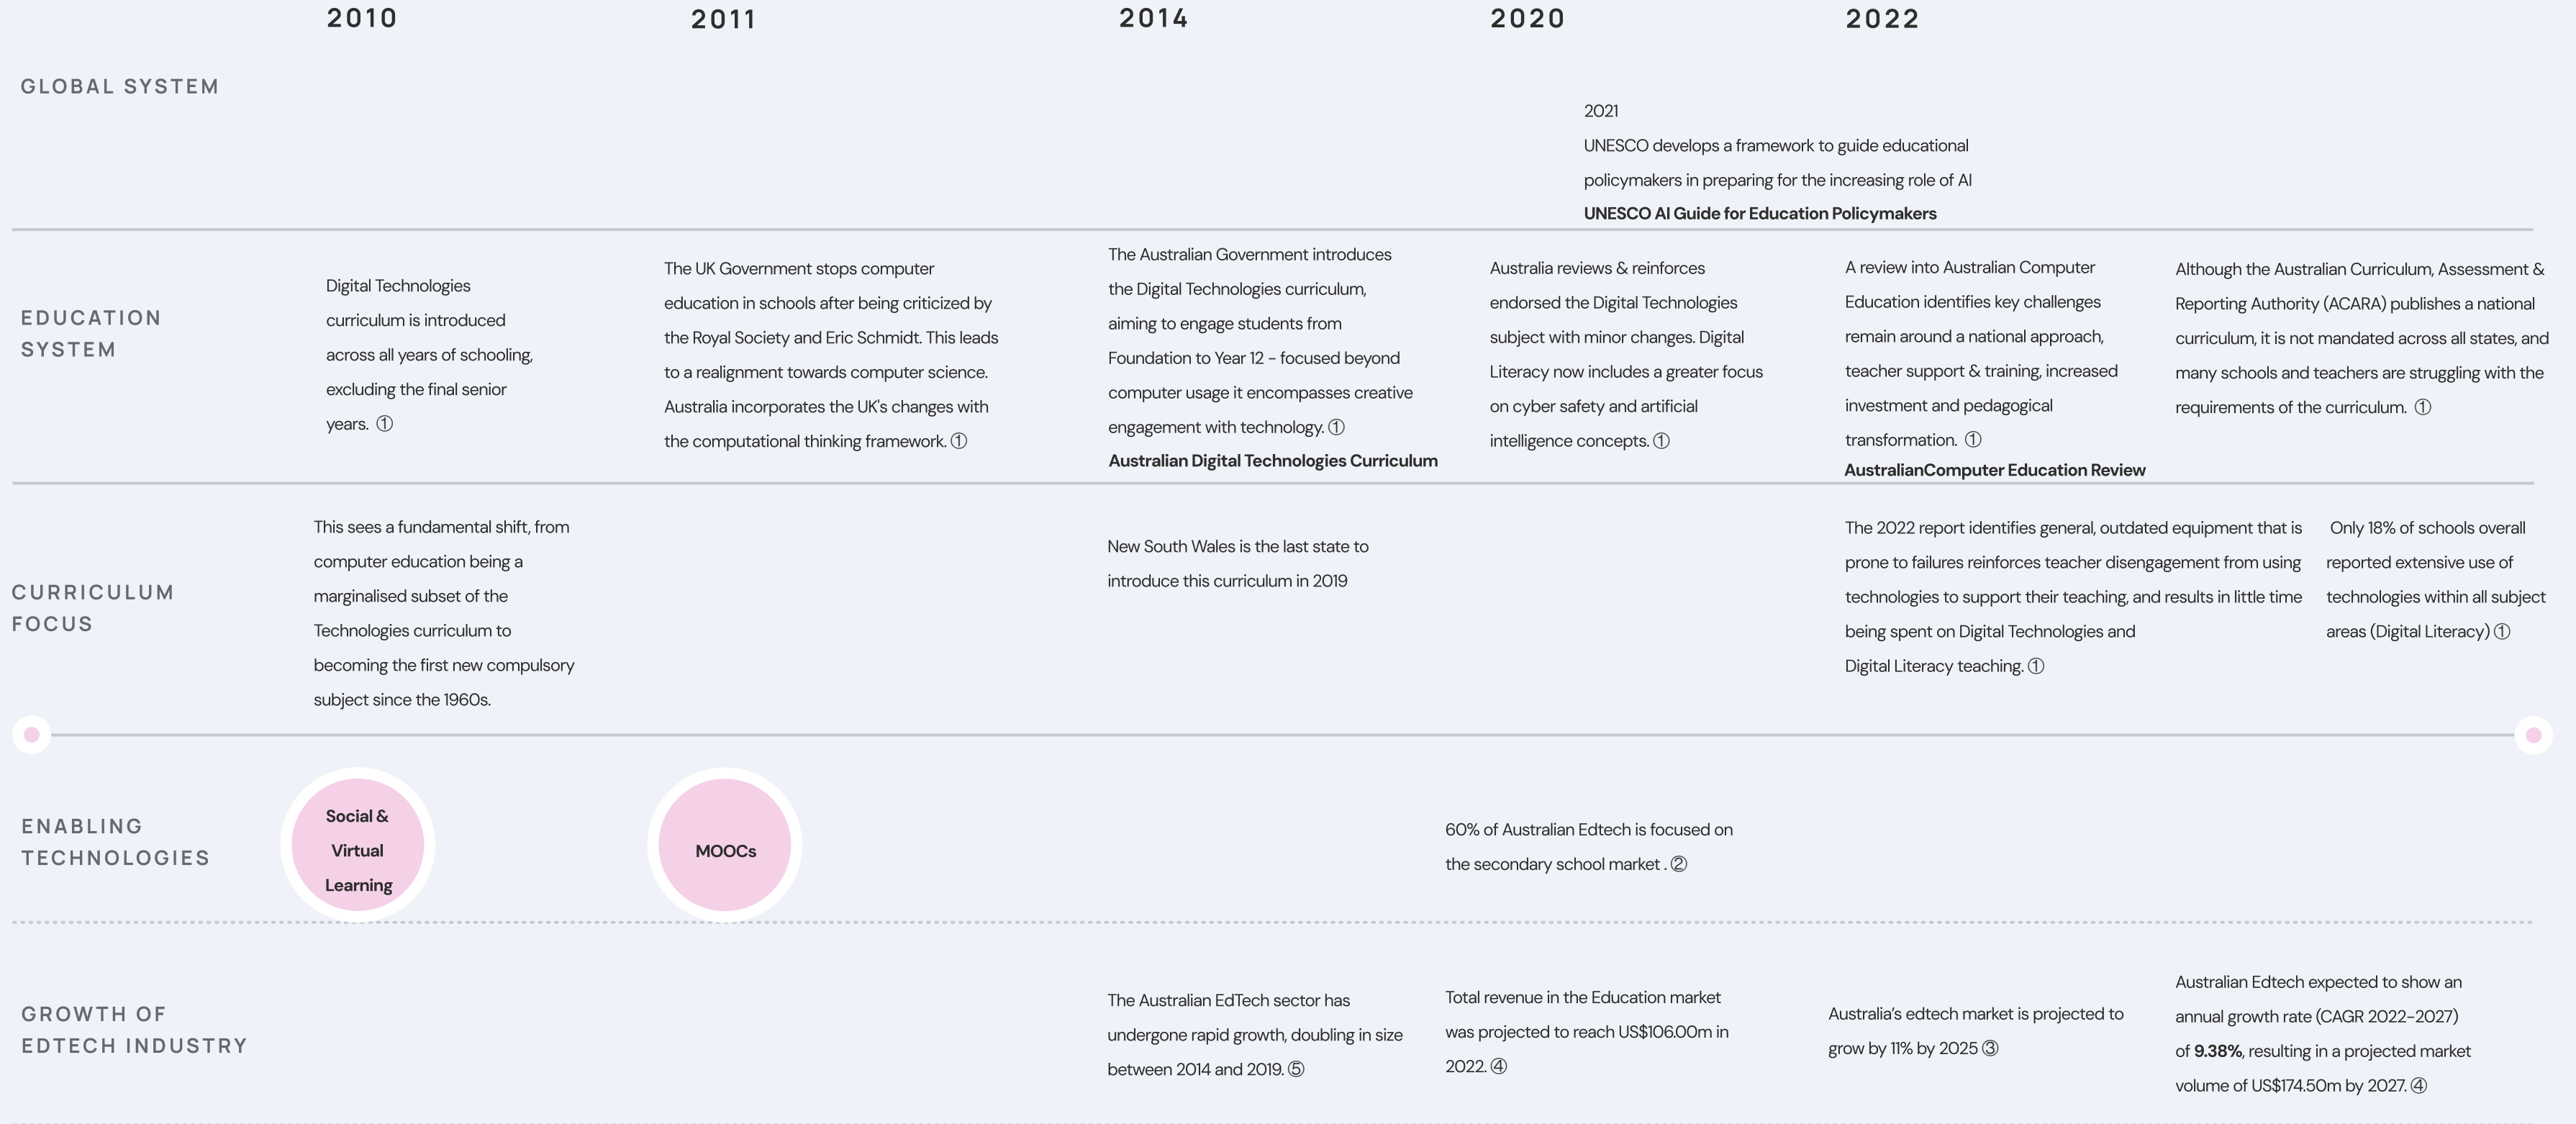 2010
2011
2014
2020
2022
GLOBAL SYSTEM
2021
UNESCO develops a framework to guide educational
policymakers in preparing for the increasing role of AI
UNESCO AI Guide for Education Policymakers
EDUCATION
SYSTEM
Digital Technologies
curriculum is introduced
across all years of schooling,
excluding the final senior
years. ①
The UK Government stops computer
education in schools after being criticized by
the Royal Society and Eric Schmidt. This leads
to a realignment towards computer science.
Australia incorporates the UK's changes with
the computational thinking framework. ①
The Australian Government introduces
the Digital Technologies curriculum,
aiming to engage students from
Foundation to Year 12 - focused beyond
computer usage it encompasses creative
engagement with technology. ①
Australian Digital Technologies Curriculum
Australia reviews & reinforces
endorsed the Digital Technologies
subject with minor changes. Digital
Literacy now includes a greater focus
on cyber safety and artificial
intelligence concepts. ①
A review into Australian Computer
Education identifies key challenges
remain around a national approach,
teacher support & training, increased
investment and pedagogical
transformation. ①
AustralianComputer Education Review
Although the Australian Curriculum, Assessment &
Reporting Authority (ACARA) publishes a national
curriculum, it is not mandated across all states, and
many schools and teachers are struggling with the
requirements of the curriculum. ①
CURRICULUM
FOCUS
This sees a fundamental shift, from
computer education being a
marginalised subset of the
Technologies curriculum to
becoming the first new compulsory
subject since the 1960s.
New South Wales is the last state to
introduce this curriculum in 2019
The 2022 report identifies general, outdated equipment that is
prone to failures reinforces teacher disengagement from using
technologies to support their teaching, and results in little time
being spent on Digital Technologies and
Digital Literacy teaching. ①
Only 18% of schools overall
reported extensive use of
technologies within all subject
areas (Digital Literacy) ①
ENABLING
TECHNOLOGIES
Social &
Virtual
Learning
MOOCs
60% of Australian Edtech is focused on
the secondary school market . ②
GROWTH OF
EDTECH INDUSTRY
The Australian EdTech sector has
undergone rapid growth, doubling in size
between 2014 and 2019. ⑤
Total revenue in the Education market
was projected to reach US$106.00m in
2022. ④
Australia's edtech market is projected to
grow by 11% by 2025 ③
Australian Edtech expected to show an
annual growth rate (CAGR 2022-2027)
of 9.38%, resulting in a projected market
volume of US$174.50m by 2027. ④